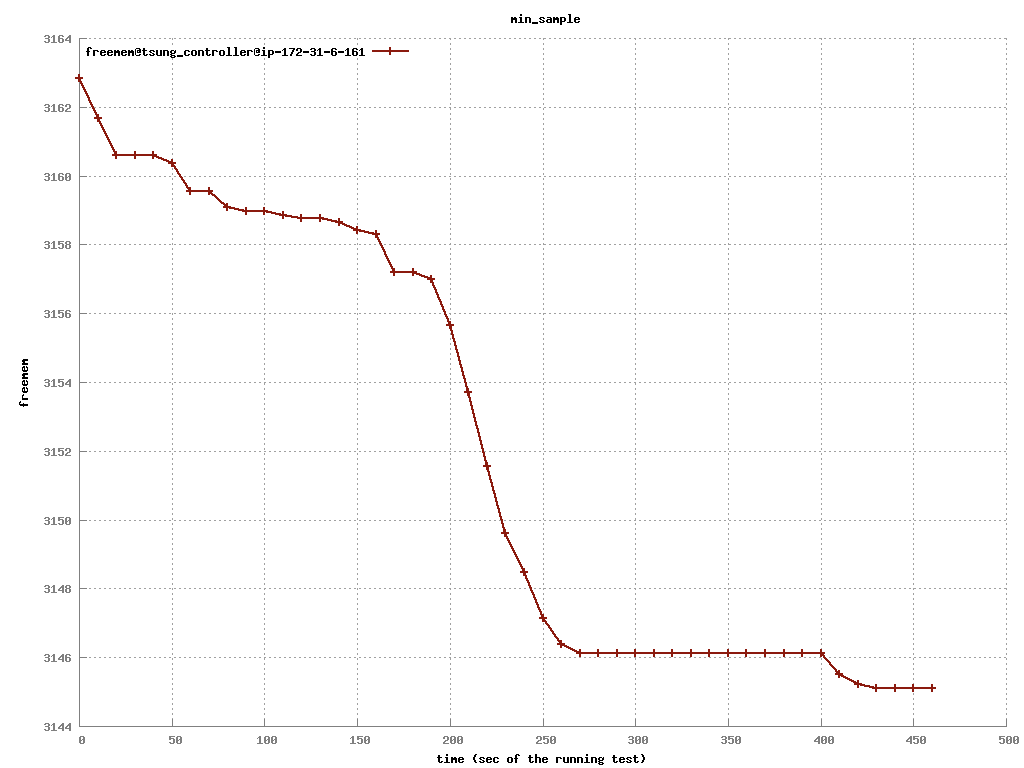 min_sample
freemem@tsung_controller@ip-172-31-6-161
3164
3162
3160
3158
3156
3154
3152
3150
3148
3146
3144
freemem
0 50 100 150 200 250 300 350 400 450 500
time (sec of the running test)